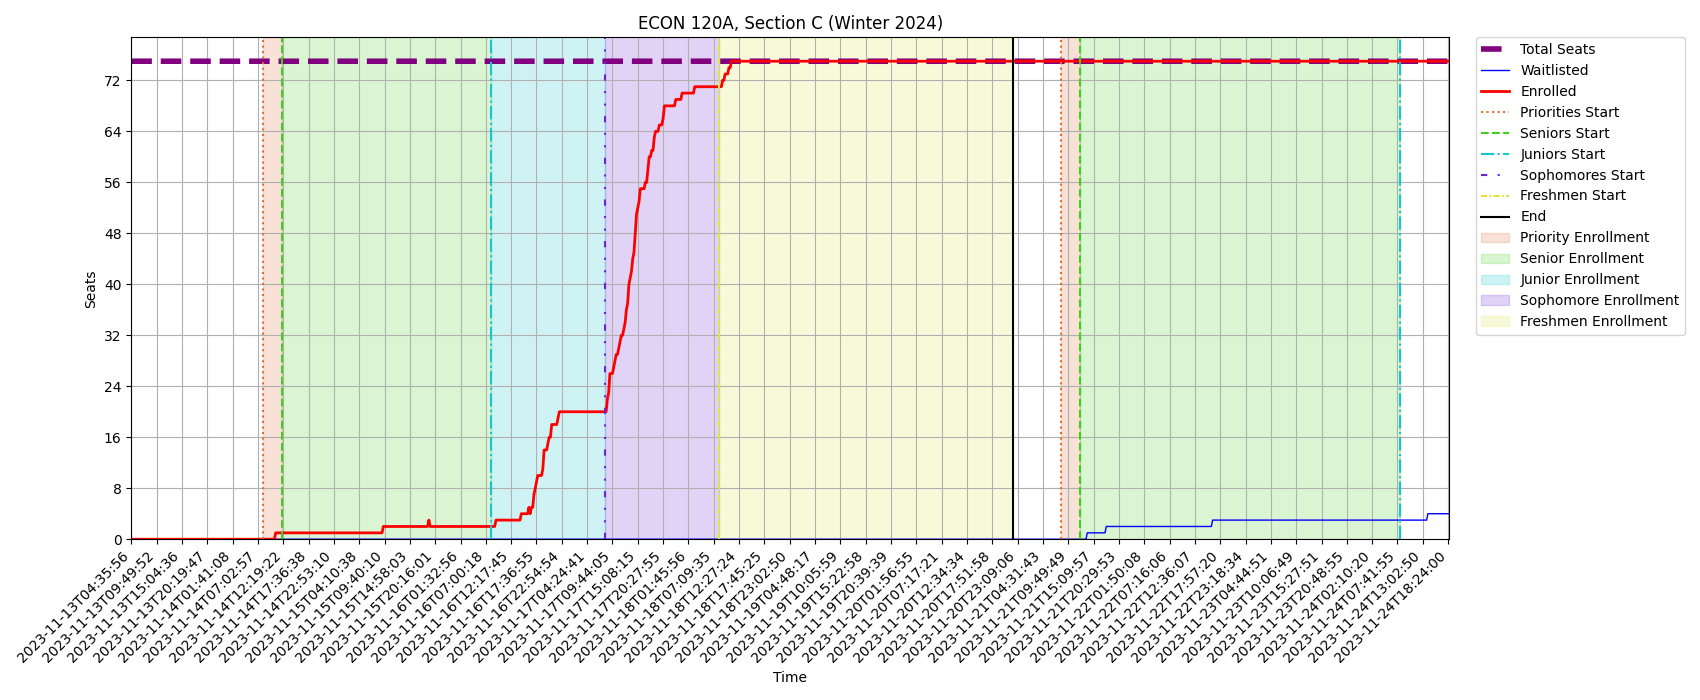 ECON 120A, Section C (Winter 2024)
Total Seats
Waitlisted
Enrolled
Priorities Start
Seniors Start
Juniors Start
Sophomores Start
Freshmen Start
End
Priority Enrollment
Senior Enrollment
Junior Enrollment
Sophomore Enrollment
Freshmen Enrollment
Seats
72
64
56
48
40
32
24
16
8
0
2023-11-13T04:35:56
2023-11-13T09:49:52
2023-11-13T15:04:36
2023-11-13T20:19:47
2023-11-14T01:41:08
2023-11-14T07:02:57
2023-11-14T12:19:22
2023-11-14T17:36:38
2023-11-14T22:53:10
2023-11-15T04:10:38
2023-11-15T09:40:10
2023-11-15T14:58:03
2023-11-15T20:16:01
2023-11-16T01:32:56
2023-11-16T07:00:18
2023-11-16T12:17:45
2023-11-16T17:36:55
2023-11-16T22:54:54
2023-11-17T04:24:41
2023-11-17T09:44:05
2023-11-17T15:08:15
2023-11-17T20:27:55
2023-11-18T01:45:56
2023-11-18T07:09:35
2023-11-18T12:27:24
2023-11-18T17:45:25
2023-11-18T23:02:50
2023-11-19T04:48:17
2023-11-19T10:05:59
2023-11-19T15:22:58
2023-11-19T20:39:39
2023-11-20T01:56:55
2023-11-20T07:17:21
2023-11-20T12:34:34
2023-11-20T17:51:58
2023-11-20T23:09:06
2023-11-21T04:31:43
2023-11-21T09:49:49
2023-11-21T15:09:57
2023-11-21T20:29:53
2023-11-22T01:50:08
2023-11-22T07:16:06
2023-11-22T12:36:07
2023-11-22T17:57:20
2023-11-22T23:18:34
2023-11-23T04:44:51
2023-11-23T10:06:49
2023-11-23T15:27:51
2023-11-23T20:48:55
2023-11-24T02:10:20
2023-11-24T07:41:55
2023-11-24T13:02:50
2023-11-24T18:24:00
Time